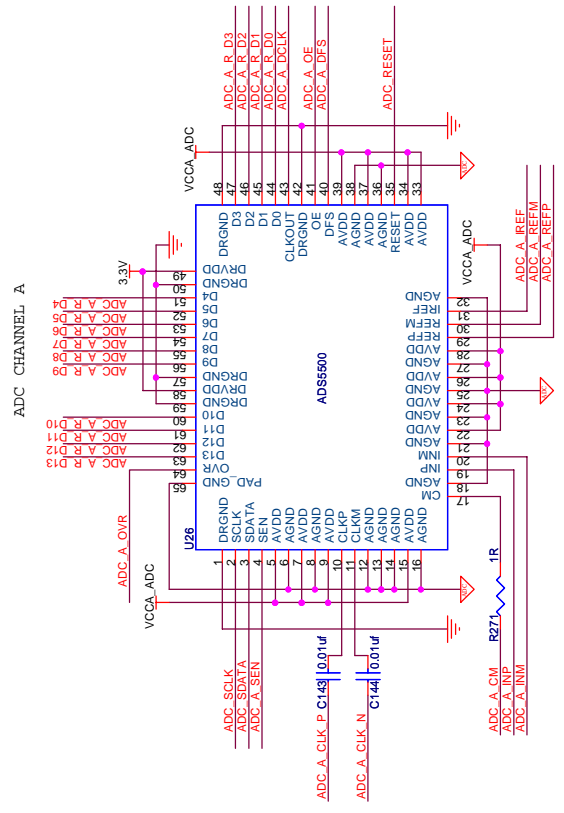 ADC CHANNEL A
ADC_A_R_D3
ADC_A_R_D2
ADC_A_R_D1
ADC_A_R_D0
ADC_A_DCLK
ADC_A_OE
ADC_A_DFS
ADC_RESET
VCCA_ADC
48 DRGND
47 D3
46 D2
45 D1
44 D0
43 CLKOUT
42 DRGND
41 OE
40 DFS
39 AVDD
38 AGND
37 AVDD
36 AGND
35 RESET
34 AVDD
33 AVDD
3.3V
49 DRVDD
50 DRGND
51 D4
52 D5
53 D6
54 D7
55 D8
56 D9
57 DRGND
58 DRVDD
59 DRGND
60 D10
61 D11
62 D12
63 D13
64 OVR
65 PAD_GND
ADC_A_R_D4
ADC_A_R_D5
ADC_A_R_D6
ADC_A_R_D7
ADC_A_R_D8
ADC_A_R_D9
ADC_A_R_D10
ADC_A_R_D11
ADC_A_R_D12
ADC_A_R_D13
ADC_A_OVR
ADS5500
U26
ADC_A_IREF
ADC_A_REFM
ADC_A_REFP
VCCA_ADC
32 AGND
31 IREF
30 REFM
29 REFP
28 AVDD
27 AGND
26 AVDD
25 AGND
24 AVDD
23 AGND
22 AVDD
21 AGND
20 INM
19 INP
18 AGND
17 CM
VCCA_ADC
1 DRGND
2 SCLK
3 SDATA
4 SEN
5 AVDD
6 AGND
7 AVDD
8 AGND
9 AVDD
10 CLKP
11 CLKM
12 AGND
13 AGND
14 AGND
15 AVDD
16 AGND
ADC_SCLK
ADC_SDATA
ADC_A_SEN
C143 0.01uf
C144 0.01uf
ADC_A_CLK_P
ADC_A_CLK_N
R271 1R
ADC_A_CM
ADC_A_INP
ADC_A_INM